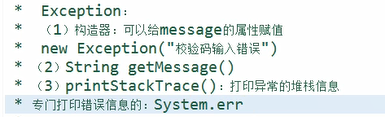 * Exception:
* （1）构造器：可以给message的属性赋值
* new Exception("校验码输入错误")
* （2）String getMessage()
* （3）printStackTrace()：打印异常的堆栈信息
* 专门打印错误信息的：System.err